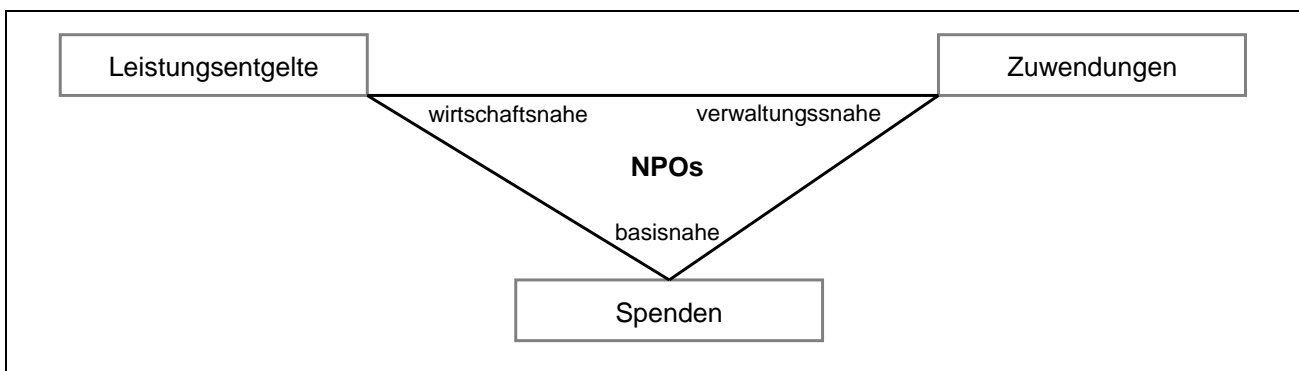 Leistungsentgelte
Zuwendungen
wirtschaftsnahe
verwaltungssnahe
NPOs
basisnahe
Spenden